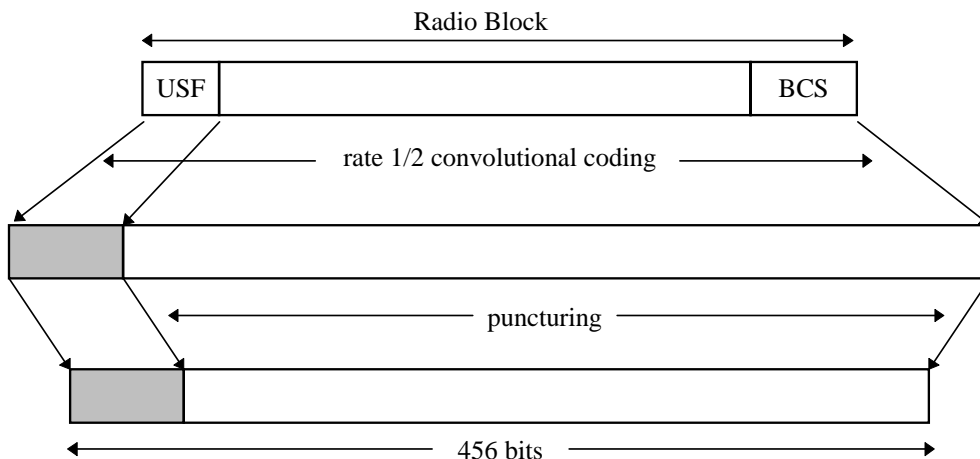 Radio Block
USF
BCS
rate 1/2 convolutional coding
puncturing
456 bits